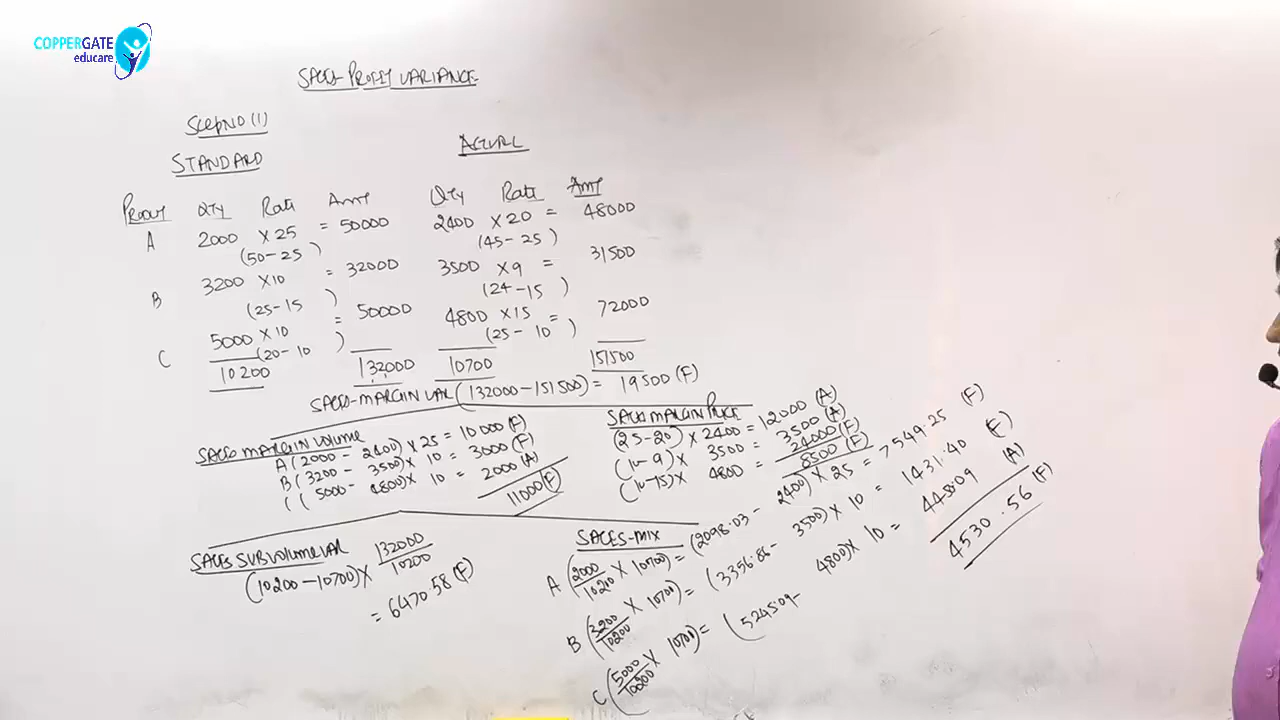 COPPERGATE
educare
SALES PROFIT VARIANCE
STANDARD
ACTUAL
Qty Rate Amt Qty Rate Amt
A 2000 × 25 = 50000 2400 × 20 = 48000
(50-25) (45-25)
B 3200 × 10 = 32000 3500 × 9 = 31500
(25-15) (24-15)
C 5000 × 10 = 50000 4800 × 15 = 72000
(20-10) (25-10)
10200 132000 10700 151500
SALES-MARGIN VAR (132000-151500) = 19500 (F)
SALES MARGIN VOLUME
A (2000 - 2400) × 25 = 10000 (F)
B (3200 - 3500) × 10 = 3000 (F)
C (5000 - 4800) × 10 = 2000 (A)
11000 (F)
SALES MARGIN PRICE
(25-20) × 2400 = 12000 (A)
(10-9) × 3500 = 3500 (A)
(10-15) × 4800 = 24000 (F)
8500 (F)
SALES SUB VOLUME VAR
(10200-10700) × 132000/10200
= 6470.58 (F)
SALES-MIX
A (2000/10200 × 10700) = (2098.03 - 2400) × 25 = 7549.25 (F)
B (3200/10200 × 10700) = (3356.86 - 3500) × 10 = 1431.40 (F)
C (5000/10200 × 10700) = (5245.09 - 4800) × 10 = (A)
4530.56 (F)